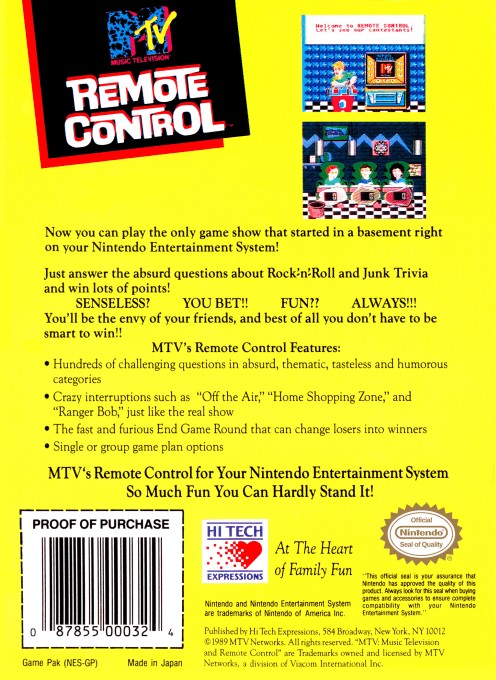 MTV
MUSIC TELEVISION™
REMOTE
CONTROL™
Welcome to REMOTE CONTROL.
Let's see our contestants!
Now you can play the only game show that started in a basement right
on your Nintendo Entertainment System!
Just answer the absurd questions about Rock'n'Roll and Junk Trivia
and win lots of points!
SENSELESS? YOU BET!! FUN?? ALWAYS!!!
You'll be the envy of your friends, and best of all you don't have to be
smart to win!!
MTV's Remote Control Features:
• Hundreds of challenging questions in absurd, thematic, tasteless and humorous
categories
• Crazy interruptions such as "Off the Air," "Home Shopping Zone," and
"Ranger Bob," just like the real show
• The fast and furious End Game Round that can change losers into winners
• Single or group game plan options
MTV's Remote Control for Your Nintendo Entertainment System
So Much Fun You Can Hardly Stand It!
PROOF OF PURCHASE
0 87855 00032 4
Game Pak (NES-GP) Made in Japan
HI TECH
EXPRESSIONS
At The Heart
of Family Fun
Nintendo and Nintendo Entertainment System
are trademarks of Nintendo of America Inc.
Official
Nintendo
Seal of Quality
"This official seal is your assurance that
Nintendo has approved the quality of this
product. Always look for this seal when buying
games and accessories to ensure complete
compatibility with your Nintendo
Entertainment System."
Published by Hi Tech Expressions, 584 Broadway, New York, NY 10012
©1989 MTV Networks. All rights reserved. "MTV: Music Television
and Remote Control" are Trademarks owned and licensed by MTV
Networks, a division of Viacom International Inc.